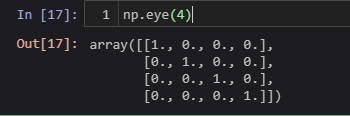 In [17]: 1 np.eye(4)
Out[17]: array([[1., 0., 0., 0.],
[0., 1., 0., 0.],
[0., 0., 1., 0.],
[0., 0., 0., 1.]])